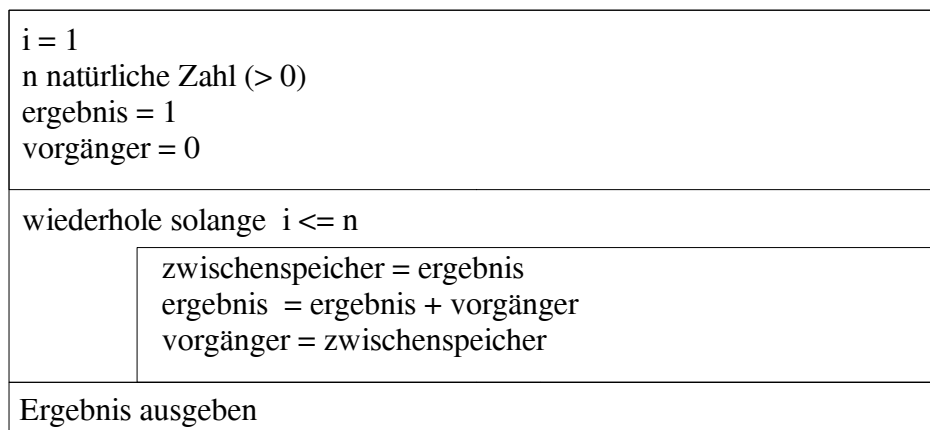 i = 1
n natürliche Zahl (> 0)
ergebnis = 1
vorgänger = 0
wiederhole solange i <= n
zwischenspeicher = ergebnis
ergebnis = ergebnis + vorgänger
vorgänger = zwischenspeicher
Ergebnis ausgeben